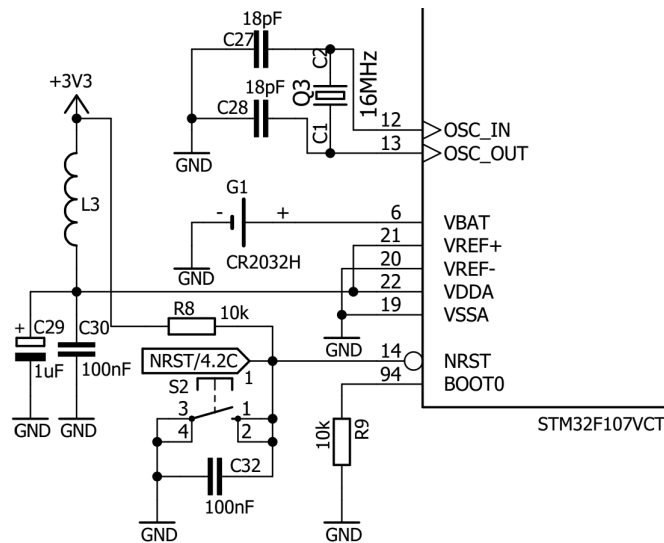 18pF
C27
C2
18pF
Q3
16MHz
+3V3
C28
C1
12
OSC_IN
13
OSC_OUT
GND
L3
G1
-
+
6
VBAT
21
VREF+
CR2032H
20
VREF-
22
VDDA
19
VSSA
+
C29
C30
R8
10k
GND
1uF
100nF
NRST/4.2C
14
NRST
S2
1
94
BOOT0
3
1
GND
GND
4
2
10k
R9
STM32F107VCT
C32
100nF
GND
GND